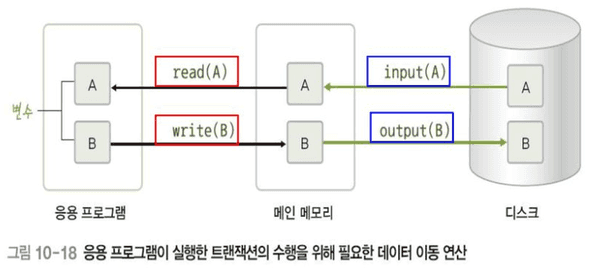 read(A)
input(A)
A
A
A
변수
write(B)
output(B)
B
B
B
응용 프로그램
메인 메모리
디스크
그림 10-18 응용 프로그램이 실행한 트랜잭션의 수행을 위해 필요한 데이터 이동 연산